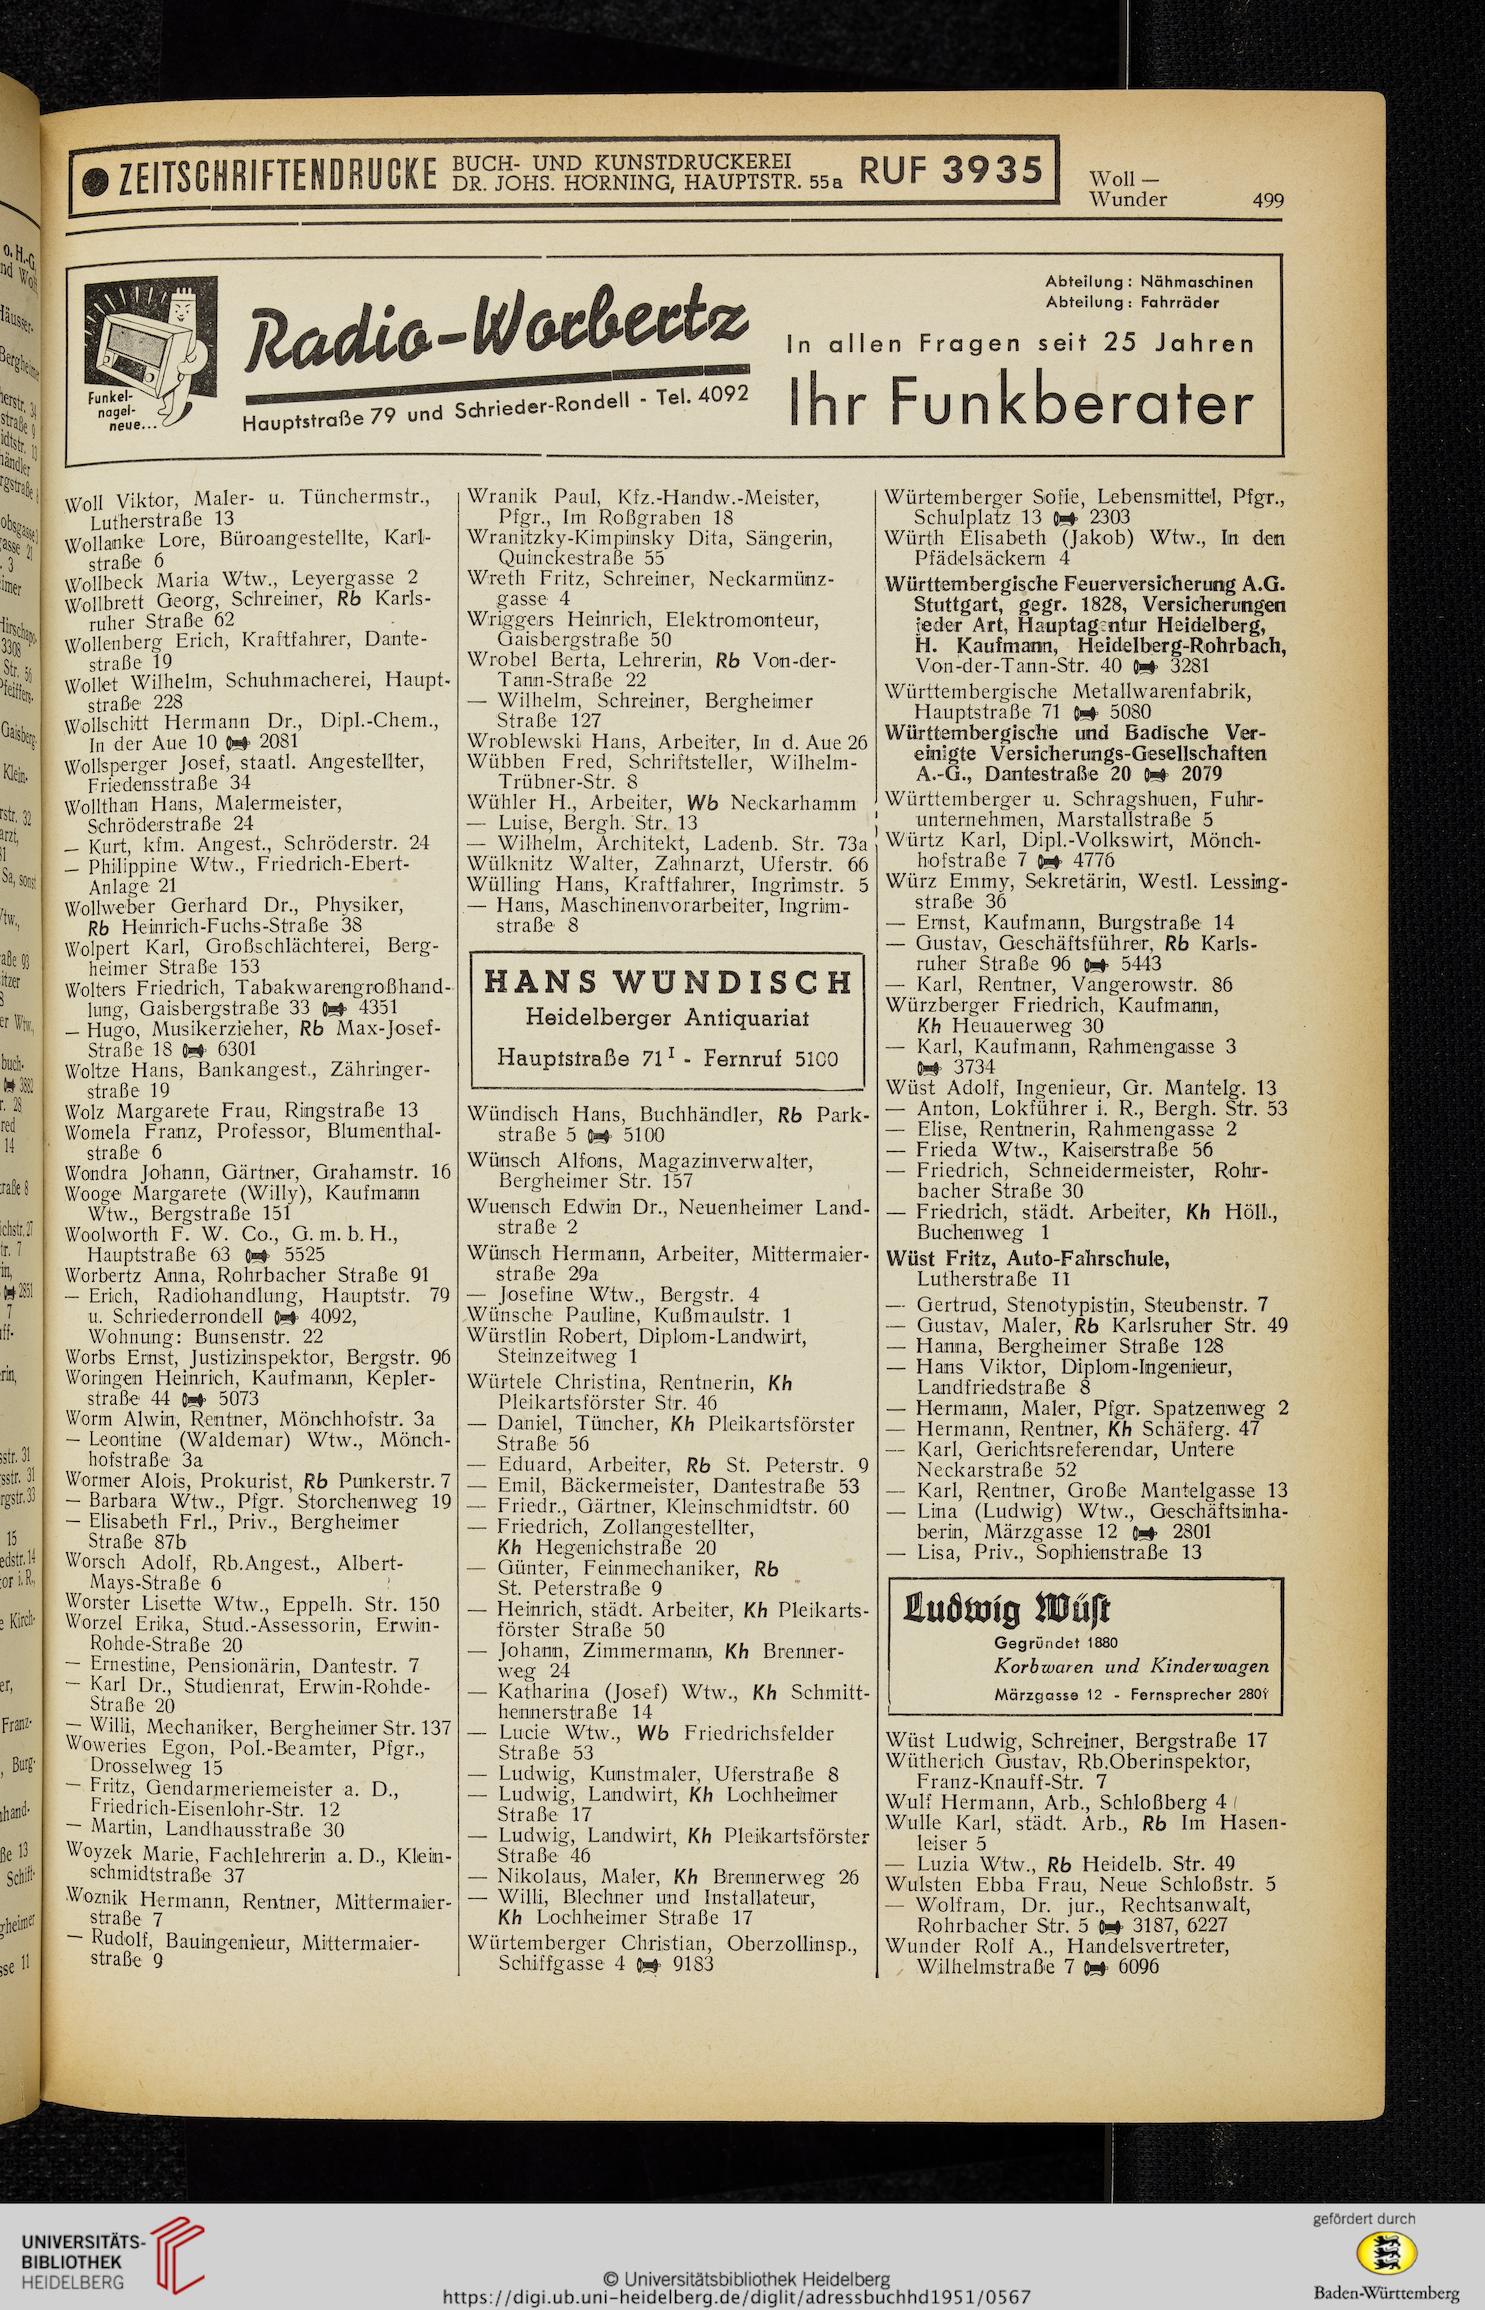 ● ZEITSCHRIFTENDRUCKE
BUCH- UND KUNSTDRUCKEREI
DR. JOHS. HÖRNING, HAUPTSTR. 55a
RUF 3935
Woll —
Wunder
499
Funkel-
nagel-
neue...
Radio-Worbertz
Hauptstraße 79 und Schrieder-Rondell - Tel. 4092
Abteilung: Nähmaschinen
Abteilung: Fahrräder
In allen Fragen seit 25 Jahren
Ihr Funkberater
Woll Viktor, Maler- u. Tünchermstr.,
Lutherstraße 13
Wollanke Lore, Büroangestellte, Karl-
straße 6
Wollbeck Maria Wtw., Leyergasse 2
Wollbrett Georg, Schreiner, Rb Karls-
ruher Straße 62
Wollenberg Erich, Kraftfahrer, Dante-
straße 19
Wollet Wilhelm, Schuhmacherei, Haupt-
straße 228
Wollschitt Hermann Dr., Dipl.-Chem.,
In der Aue 10 2081
Wollsperger Josef, staatl. Angestellter,
Friedensstraße 34
Wollthan Hans, Malermeister,
Schröderstraße 24
— Kurt, kfm. Angest., Schröderstr. 24
— Philippine Wtw., Friedrich-Ebert-
Anlage 21
Wollweber Gerhard Dr., Physiker,
Rb Heinrich-Fuchs-Straße 38
Wolpert Karl, Großschlächterei, Berg-
heimer Straße 153
Wolters Friedrich, Tabakwarengroßhand-
lung, Gaisbergstraße 33 4351
— Hugo, Musikerzieher, Rb Max-Josef-
Straße 18 6301
Woltze Hans, Bankangest., Zähringer-
straße 19
Wolz Margarete Frau, Ringstraße 13
Womela Franz, Professor, Blumenthal-
straße 6
Wondra Johann, Gärtner, Grahamstr. 16
Wooge Margarete (Willy), Kaufmann
Wtw., Bergstraße 151
Woolworth F. W. Co., G. m. b. H.,
Hauptstraße 63 5525
Worbertz Anna, Rohrbacher Straße 91
— Erich, Radiohandlung, Hauptstr. 79
u. Schriederrondell 4092,
Wohnung: Bunsenstr. 22
Worbs Ernst, Justizinspektor, Bergstr. 96
Woringen Heinrich, Kaufmann, Kepler-
straße 44 5073
Worm Alwin, Rentner, Mönchhofstr. 3a
— Leontine (Waldemar) Wtw., Mönch-
hofstraße 3a
Wormer Alois, Prokurist, Rb Punkerstr. 7
— Barbara Wtw., Pfgr. Storchenweg 19
— Elisabeth Frl., Priv., Bergheimer
Straße 87b
Worsch Adolf, Rb.Angest., Albert-
Mays-Straße 6
Worster Lisette Wtw., Eppelh. Str. 150
Worzel Erika, Stud.-Assessorin, Erwin-
Rohde-Straße 20
— Ernestine, Pensionärin, Dantestr. 7
— Karl Dr., Studienrat, Erwin-Rohde-
Straße 20
— Willi, Mechaniker, Bergheimer Str. 137
Woweries Egon, Pol.-Beamter, Pfgr.,
Drosselweg 15
— Fritz, Gendarmeriemeister a. D.,
Friedrich-Eisenlohr-Str. 12
— Martin, Landhausstraße 30
Woyzek Marie, Fachlehrerin a. D., Klein-
schmidtstraße 37
Woznik Hermann, Rentner, Mittermaier-
straße 7
— Rudolf, Bauingenieur, Mittermaier-
straße 9
Wranik Paul, Kfz.-Handw.-Meister,
Pfgr., Im Roßgraben 18
Wranitzky-Kimpinsky Dita, Sängerin,
Quinckestraße 55
Wreth Fritz, Schreiner, Neckarmünz-
gasse 4
Wriggers Heinrich, Elektromonteur,
Gaisbergstraße 50
Wrobel Berta, Lehrerin, Rb Von-der-
Tann-Straße 22
— Wilhelm, Schreiner, Bergheimer
Straße 127
Wroblewski Hans, Arbeiter, In d. Aue 26
Wübben Fred, Schriftsteller, Wilhelm-
Trübner-Str. 8
Wühler H., Arbeiter, Wb Neckarhamm
— Luise, Bergh. Str. 13
— Wilhelm, Architekt, Ladenb. Str. 73a
Wülknitz Walter, Zahnarzt, Uferstr. 66
Wülling Hans, Kraftfahrer, Ingrimstr. 5
— Hans, Maschinenvorarbeiter, Ingrim-
straße 8
HANS WÜNDISCH
Heidelberger Antiquariat
Hauptstraße 71 I - Fernruf 5100
Wündisch Hans, Buchhändler, Rb Park-
straße 5 5100
Wünsch Alfons, Magazinverwalter,
Bergheimer Str. 157
Wuensch Edwin Dr., Neuenheimer Land-
straße 2
Wünsch Hermann, Arbeiter, Mittermaier-
straße 29a
— Josefine Wtw., Bergstr. 4
Wünsche Pauline, Kußmaulstr. 1
Würstlin Robert, Diplom-Landwirt,
Steinzeitweg 1
Würtele Christina, Rentnerin, Kh
Pleikartsförster Str. 46
— Daniel, Tüncher, Kh Pleikartsförster
Straße 56
— Eduard, Arbeiter, Rb St. Peterstr. 9
— Emil, Bäckermeister, Dantestraße 53
— Friedr., Gärtner, Kleinschmidtstr. 60
— Friedrich, Zollangestellter,
Kh Hegenichstraße 20
— Günter, Feinmechaniker, Rb
St. Peterstraße 9
— Heinrich, städt. Arbeiter, Kh Pleikarts-
förster Straße 50
— Johann, Zimmermann, Kh Brenner-
weg 24
— Katharina (Josef) Wtw., Kh Schmitt-
hennerstraße 14
— Lucie Wtw., Wb Friedrichsfelder
Straße 53
— Ludwig, Kunstmaler, Uferstraße 8
— Ludwig, Landwirt, Kh Lochheimer
Straße 17
— Ludwig, Landwirt, Kh Pleikartsförster
Straße 46
— Nikolaus, Maler, Kh Brennerweg 26
— Willi, Blechner und Installateur,
Kh Lochheimer Straße 17
Würtemberger Christian, Oberzollinsp.,
Schiffgasse 4 9183
Würtemberger Sofie, Lebensmittel, Pfgr.,
Schulplatz 13 2303
Würth Elisabeth (Jakob) Wtw., In den
Pfädelsäckern 4
Württembergische Feuerversicherung A.G.
Stuttgart, gegr. 1828, Versicherungen
jeder Art, Hauptagentur Heidelberg,
H. Kaufmann, Heidelberg-Rohrbach,
Von-der-Tann-Str. 40 3281
Württembergische Metallwarenfabrik,
Hauptstraße 71 5080
Württembergische und Badische Ver-
einigte Versicherungs-Gesellschaften
A.-G., Dantestraße 20 2079
Württemberger u. Schragshuen, Fuhr-
unternehmen, Marstallstraße 5
Würtz Karl, Dipl.-Volkswirt, Mönch-
hofstraße 7 4776
Würz Emmy, Sekretärin, Westl. Lessing-
straße 36
— Ernst, Kaufmann, Burgstraße 14
— Gustav, Geschäftsführer, Rb Karls-
ruher Straße 96 5443
— Karl, Rentner, Vangerowstr. 86
Würzberger Friedrich, Kaufmann,
Kh Heuauerweg 30
— Karl, Kaufmann, Rahmengasse 3
3734
Wüst Adolf, Ingenieur, Gr. Mantelg. 13
— Anton, Lokführer i. R., Bergh. Str. 53
— Elise, Rentnerin, Rahmengasse 2
— Frieda Wtw., Kaiserstraße 56
— Friedrich, Schneidermeister, Rohr-
bacher Straße 30
— Friedrich, städt. Arbeiter, Kh Höll.,
Buchenweg 1
Wüst Fritz, Auto-Fahrschule,
Lutherstraße 11
— Gertrud, Stenotypistin, Steubenstr. 7
— Gustav, Maler, Rb Karlsruher Str. 49
— Hanna, Bergheimer Straße 128
— Hans Viktor, Diplom-Ingenieur,
Landfriedstraße 8
— Hermann, Maler, Pfgr. Spatzenweg 2
— Hermann, Rentner, Kh Schäferg. 47
— Karl, Gerichtsreferendar, Untere
Neckarstraße 52
— Karl, Rentner, Große Mantelgasse 13
— Lina (Ludwig) Wtw., Geschäftsinha-
berin, Märzgasse 12 2801
— Lisa, Priv., Sophienstraße 13
Ludwig Wüst
Gegründet 1880
Korbwaren und Kinderwagen
Märzgasse 12 - Fernsprecher 2801
Wüst Ludwig, Schreiner, Bergstraße 17
Wütherich Gustav, Rb.Oberinspektor,
Franz-Knauff-Str. 7
Wulf Hermann, Arb., Schloßberg 4
Wulle Karl, städt. Arb., Rb Im Hasen-
leiser 5
— Luzia Wtw., Rb Heidelb. Str. 49
Wulsten Ebba Frau, Neue Schloßstr. 5
— Wolfram, Dr. jur., Rechtsanwalt,
Rohrbacher Str. 5 3187, 6227
Wunder Rolf A., Handelsvertreter,
Wilhelmstraße 7 6096
UNIVERSITÄTS-
BIBLIOTHEK
HEIDELBERG
© Universitätsbibliothek Heidelberg
https://digi.ub.uni-heidelberg.de/diglit/adressbuchhd1951/0567
gefördert durch
Baden-Württemberg